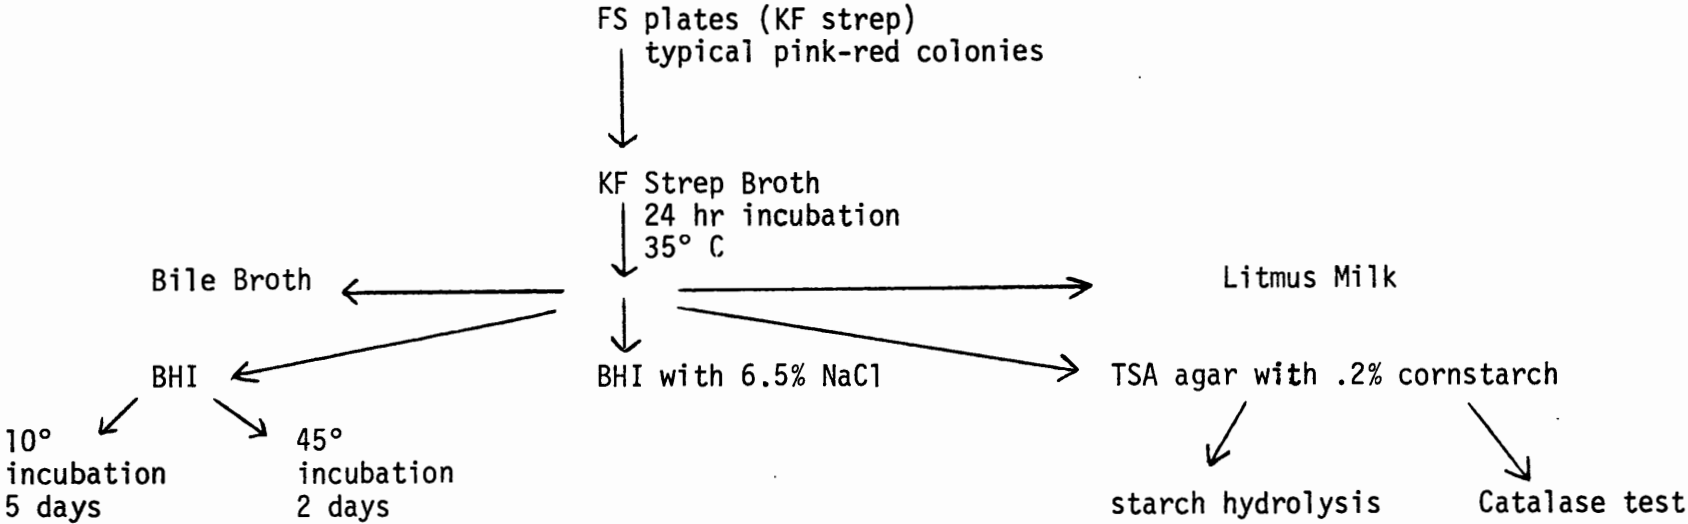 FS plates (KF strep)
typical pink-red colonies
KF Strep Broth
24 hr incubation
35° C
Bile Broth
Litmus Milk
BHI
BHI with 6.5% NaCl
TSA agar with .2% cornstarch
10°
incubation
5 days
45°
incubation
2 days
starch hydrolysis
Catalase test